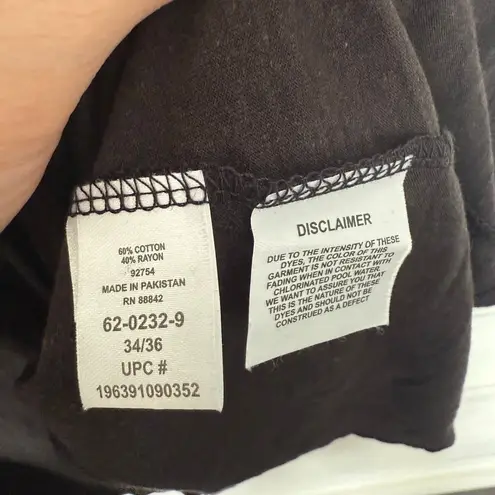 60% COTTON
40% RAYON
92754
MADE IN PAKISTAN
RN 88842
62-0232-9
34/36
UPC #
196391090352
DISCLAIMER
DUE TO THE INTENSITY OF THESE
DYES, THE COLOR OF THIS
GARMENT IS NOT RESISTANT TO
FADING WHEN IN CONTACT WITH
CHLORINATED POOL WATER.
WE WANT TO ASSURE YOU THAT
THIS IS THE NATURE OF THESE
DYES AND SHOULD NOT BE
CONSTRUED AS A DEFECT